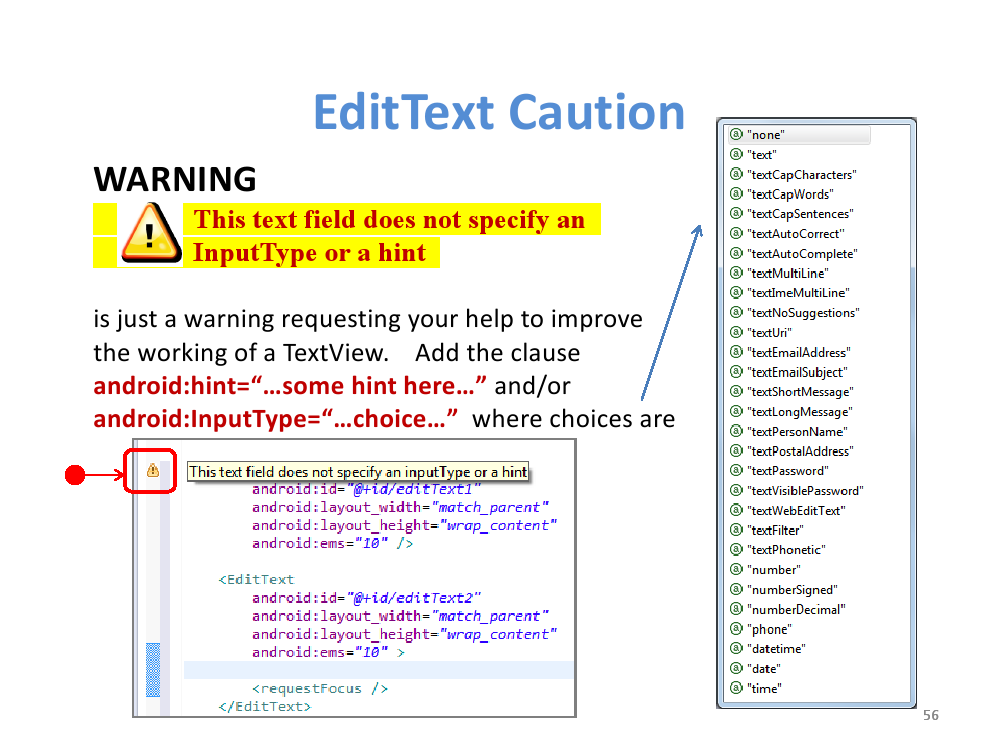 EditText Caution
WARNING
This text field does not specify an
InputType or a hint
is just a warning requesting your help to improve
the working of a TextView. Add the clause
android:hint=“…some hint here…” and/or
android:InputType=“…choice…” where choices are
This text field does not specify an inputType or a hint
android:id="@+id/editText1"
android:layout_width="match_parent"
android:layout_height="wrap_content"
android:ems="10" />
<EditText
android:id="@+id/editText2"
android:layout_width="match_parent"
android:layout_height="wrap_content"
android:ems="10" >
<requestFocus />
</EditText>
"none"
"text"
"textCapCharacters"
"textCapWords"
"textCapSentences"
"textAutoCorrect"
"textAutoComplete"
"textMultiLine"
"textImeMultiLine"
"textNoSuggestions"
"textUri"
"textEmailAddress"
"textEmailSubject"
"textShortMessage"
"textLongMessage"
"textPersonName"
"textPostalAddress"
"textPassword"
"textVisiblePassword"
"textWebEditText"
"textFilter"
"textPhonetic"
"number"
"numberSigned"
"numberDecimal"
"phone"
"datetime"
"date"
"time"
56